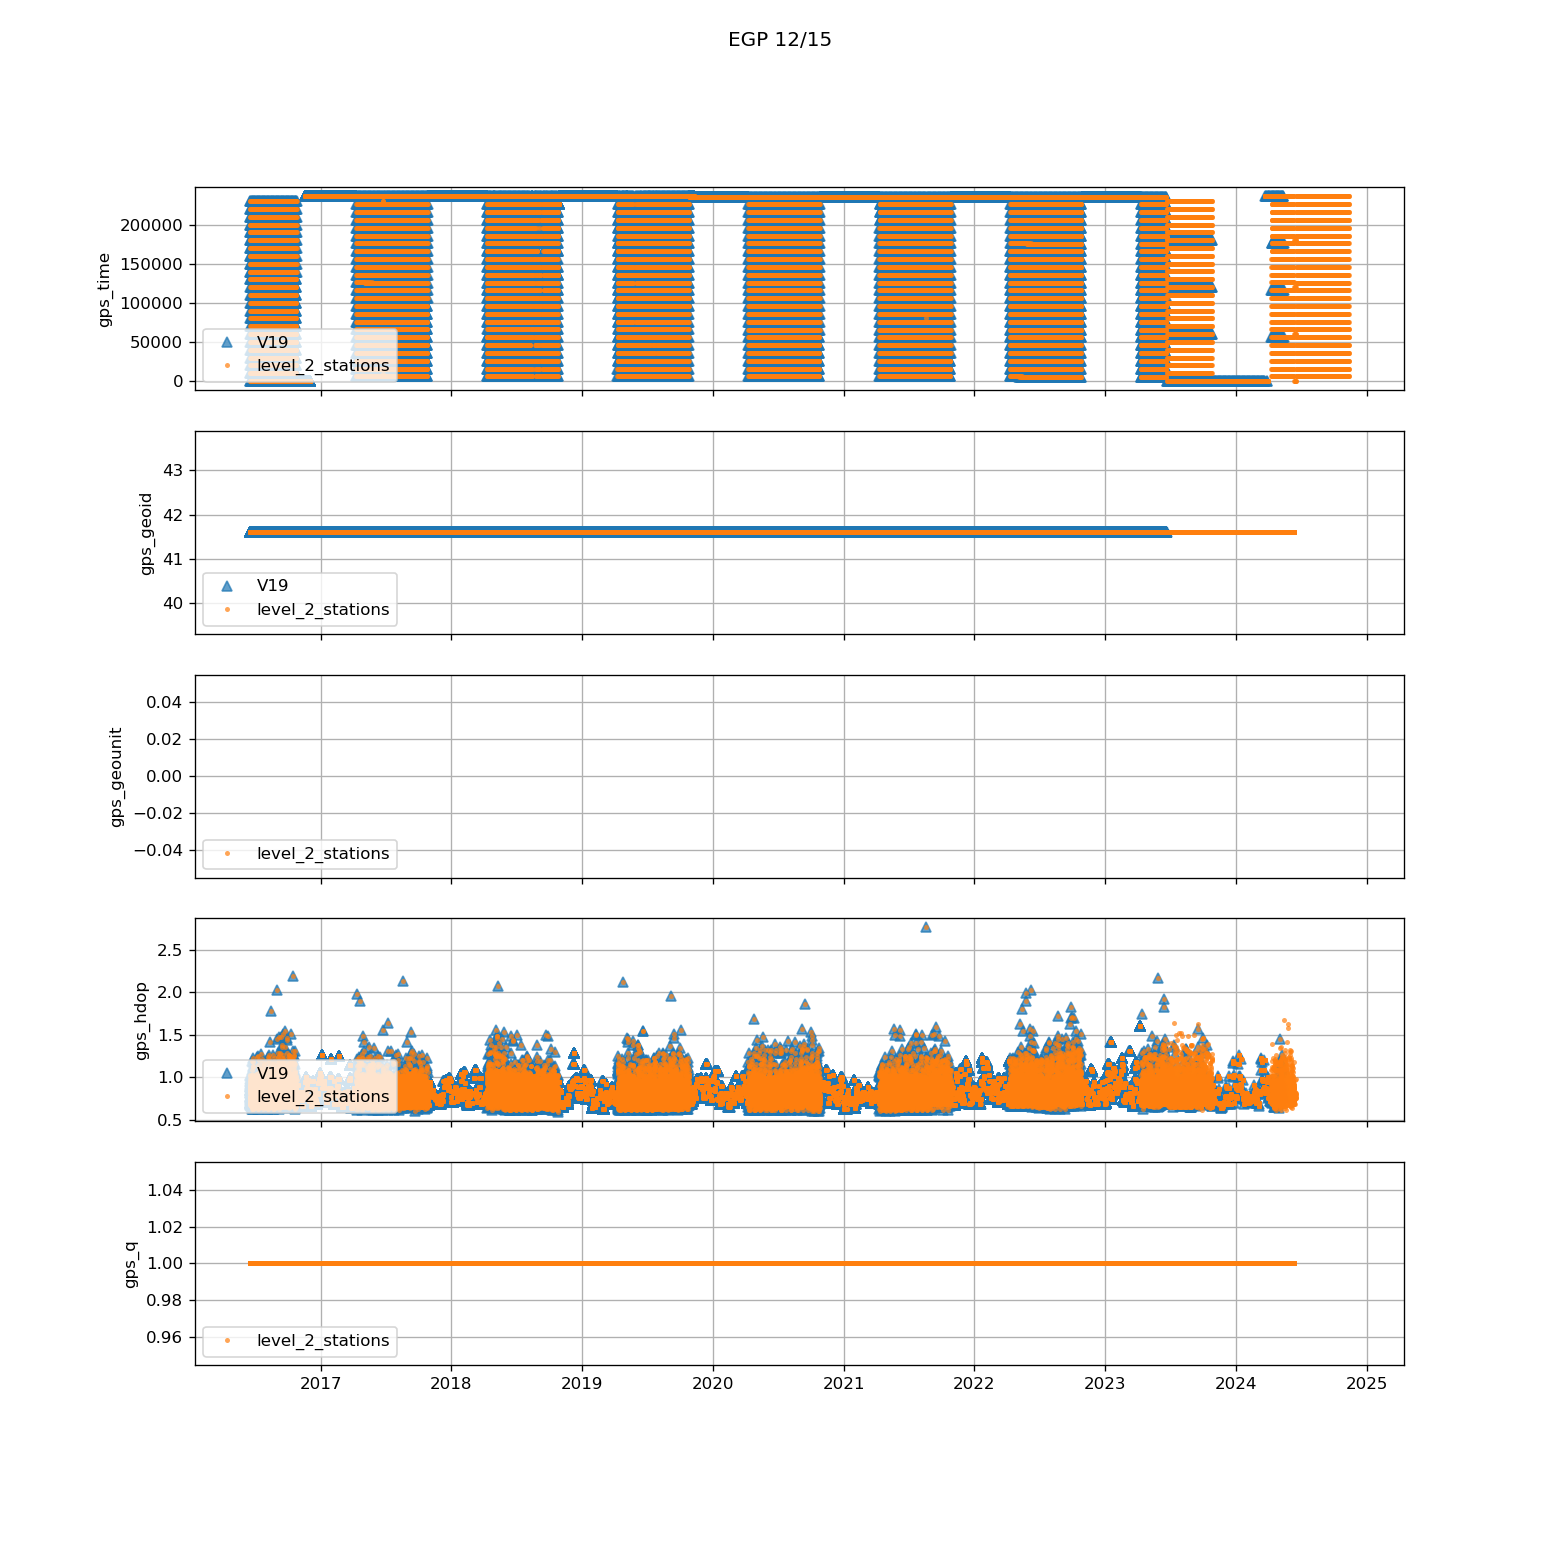 EGP 12/15
gps_time
200000
150000
100000
50000
0
V19
level_2_stations
gps_geoid
43
42
41
40
V19
level_2_stations
gps_geounit
0.04
0.02
0.00
−0.02
−0.04
level_2_stations
gps_hdop
2.5
2.0
1.5
1.0
0.5
V19
level_2_stations
gps_q
1.04
1.02
1.00
0.98
0.96
level_2_stations
2017 2018 2019 2020 2021 2022 2023 2024 2025